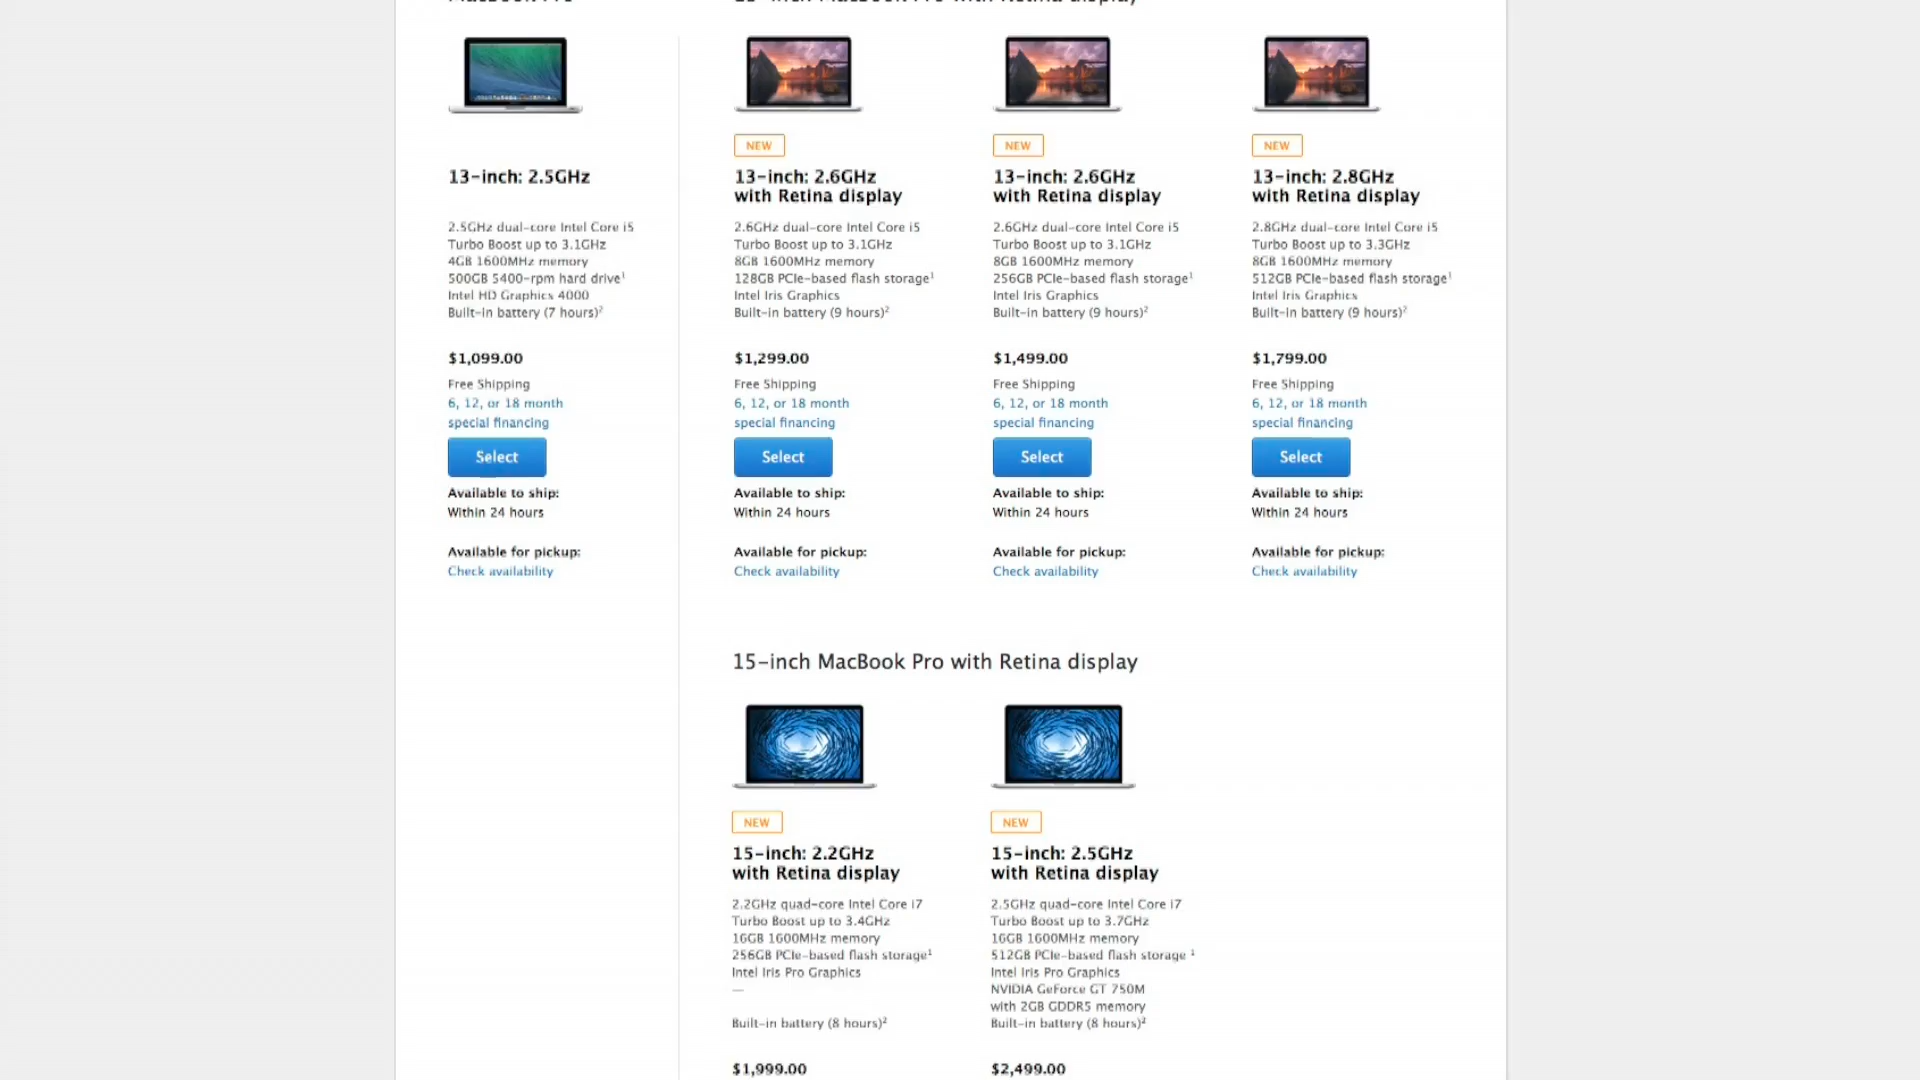 13-inch: 2.5GHz
2.5GHz dual-core Intel Core i5
Turbo Boost up to 3.1GHz
4GB 1600MHz memory
500GB 5400-rpm hard drive¹
Intel HD Graphics 4000
Built-in battery (7 hours)²
$1,099.00
Free Shipping
6, 12, or 18 month
special financing
Select
Available to ship:
Within 24 hours
Available for pickup:
Check availability
NEW
13-inch: 2.6GHz
with Retina display
2.6GHz dual-core Intel Core i5
Turbo Boost up to 3.1GHz
8GB 1600MHz memory
128GB PCIe-based flash storage¹
Intel Iris Graphics
Built-in battery (9 hours)²
$1,299.00
Free Shipping
6, 12, or 18 month
special financing
Select
Available to ship:
Within 24 hours
Available for pickup:
Check availability
NEW
13-inch: 2.6GHz
with Retina display
2.6GHz dual-core Intel Core i5
Turbo Boost up to 3.1GHz
8GB 1600MHz memory
256GB PCIe-based flash storage¹
Intel Iris Graphics
Built-in battery (9 hours)²
$1,499.00
Free Shipping
6, 12, or 18 month
special financing
Select
Available to ship:
Within 24 hours
Available for pickup:
Check availability
NEW
13-inch: 2.8GHz
with Retina display
2.8GHz dual-core Intel Core i5
Turbo Boost up to 3.3GHz
8GB 1600MHz memory
512GB PCIe-based flash storage¹
Intel Iris Graphics
Built-in battery (9 hours)²
$1,799.00
Free Shipping
6, 12, or 18 month
special financing
Select
Available to ship:
Within 24 hours
Available for pickup:
Check availability
15-inch MacBook Pro with Retina display
NEW
15-inch: 2.2GHz
with Retina display
2.2GHz quad-core Intel Core i7
Turbo Boost up to 3.4GHz
16GB 1600MHz memory
256GB PCIe-based flash storage¹
Intel Iris Pro Graphics
—
Built-in battery (8 hours)²
$1,999.00
NEW
15-inch: 2.5GHz
with Retina display
2.5GHz quad-core Intel Core i7
Turbo Boost up to 3.7GHz
16GB 1600MHz memory
512GB PCIe-based flash storage ¹
Intel Iris Pro Graphics
NVIDIA GeForce GT 750M
with 2GB GDDR5 memory
Built-in battery (8 hours)²
$2,499.00